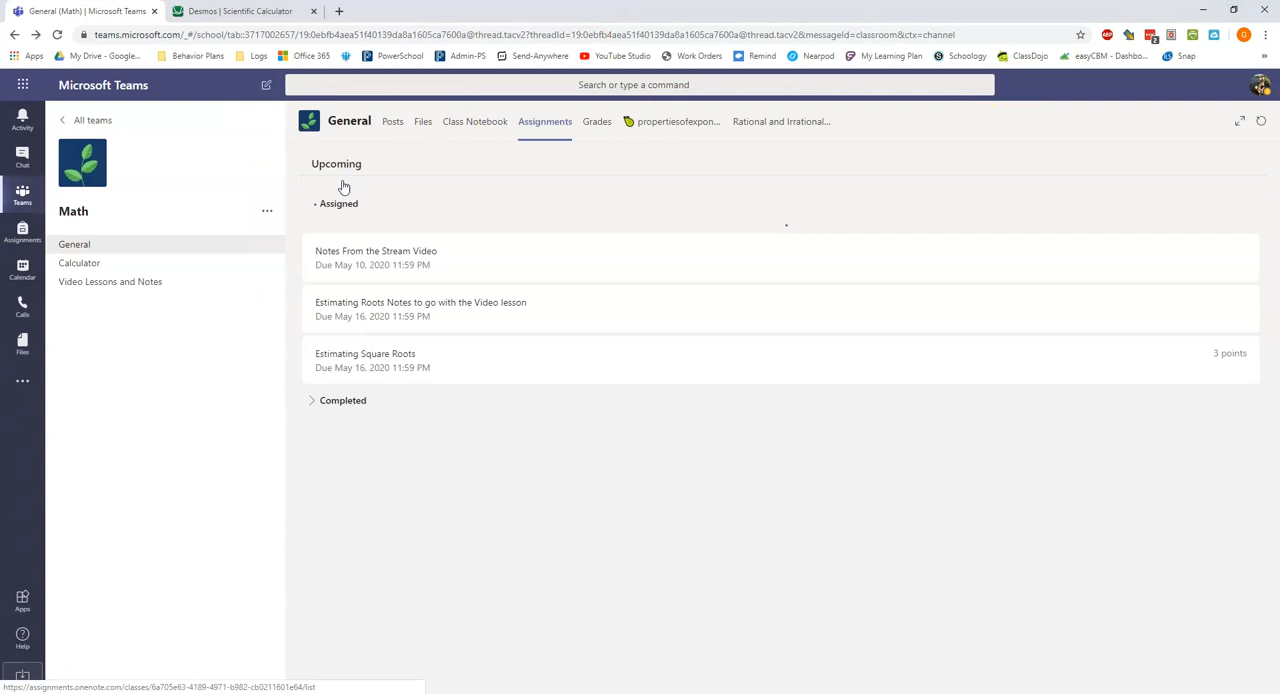 General (Math) | Microsoft Teams
Desmos | Scientific Calculator
teams.microsoft.com/_#/school/tab::3717002657/19:0ebfb4aea51f40139da8a1605ca7600a@thread.tacv2?threadId=19:0ebfb4aea51f40139da8a1605ca7600a@thread.tacv2&messageId=classroom&ctx=channel
Apps My Drive - Google... Behavior Plans Logs Office 365 PowerSchool Admin-PS Send-Anywhere YouTube Studio Work Orders Remind Nearpod My Learning Plan Schoology ClassDojo easyCBM - Dashbo... Snap
Microsoft Teams
Search or type a command
Activity
Chat
Teams
Assignments
Calendar
Calls
Files
Apps
Help
All teams
Math
General
Calculator
Video Lessons and Notes
General Posts Files Class Notebook Assignments Grades propertiesofexpon... Rational and Irrational...
Upcoming
Assigned
Notes From the Stream Video
Due May 10, 2020 11:59 PM
Estimating Roots Notes to go with the Video lesson
Due May 16, 2020 11:59 PM
Estimating Square Roots 3 points
Due May 16, 2020 11:59 PM
Completed
https://assignments.onenote.com/classes/6a705e63-4189-4971-b982-cb0211601e64/list